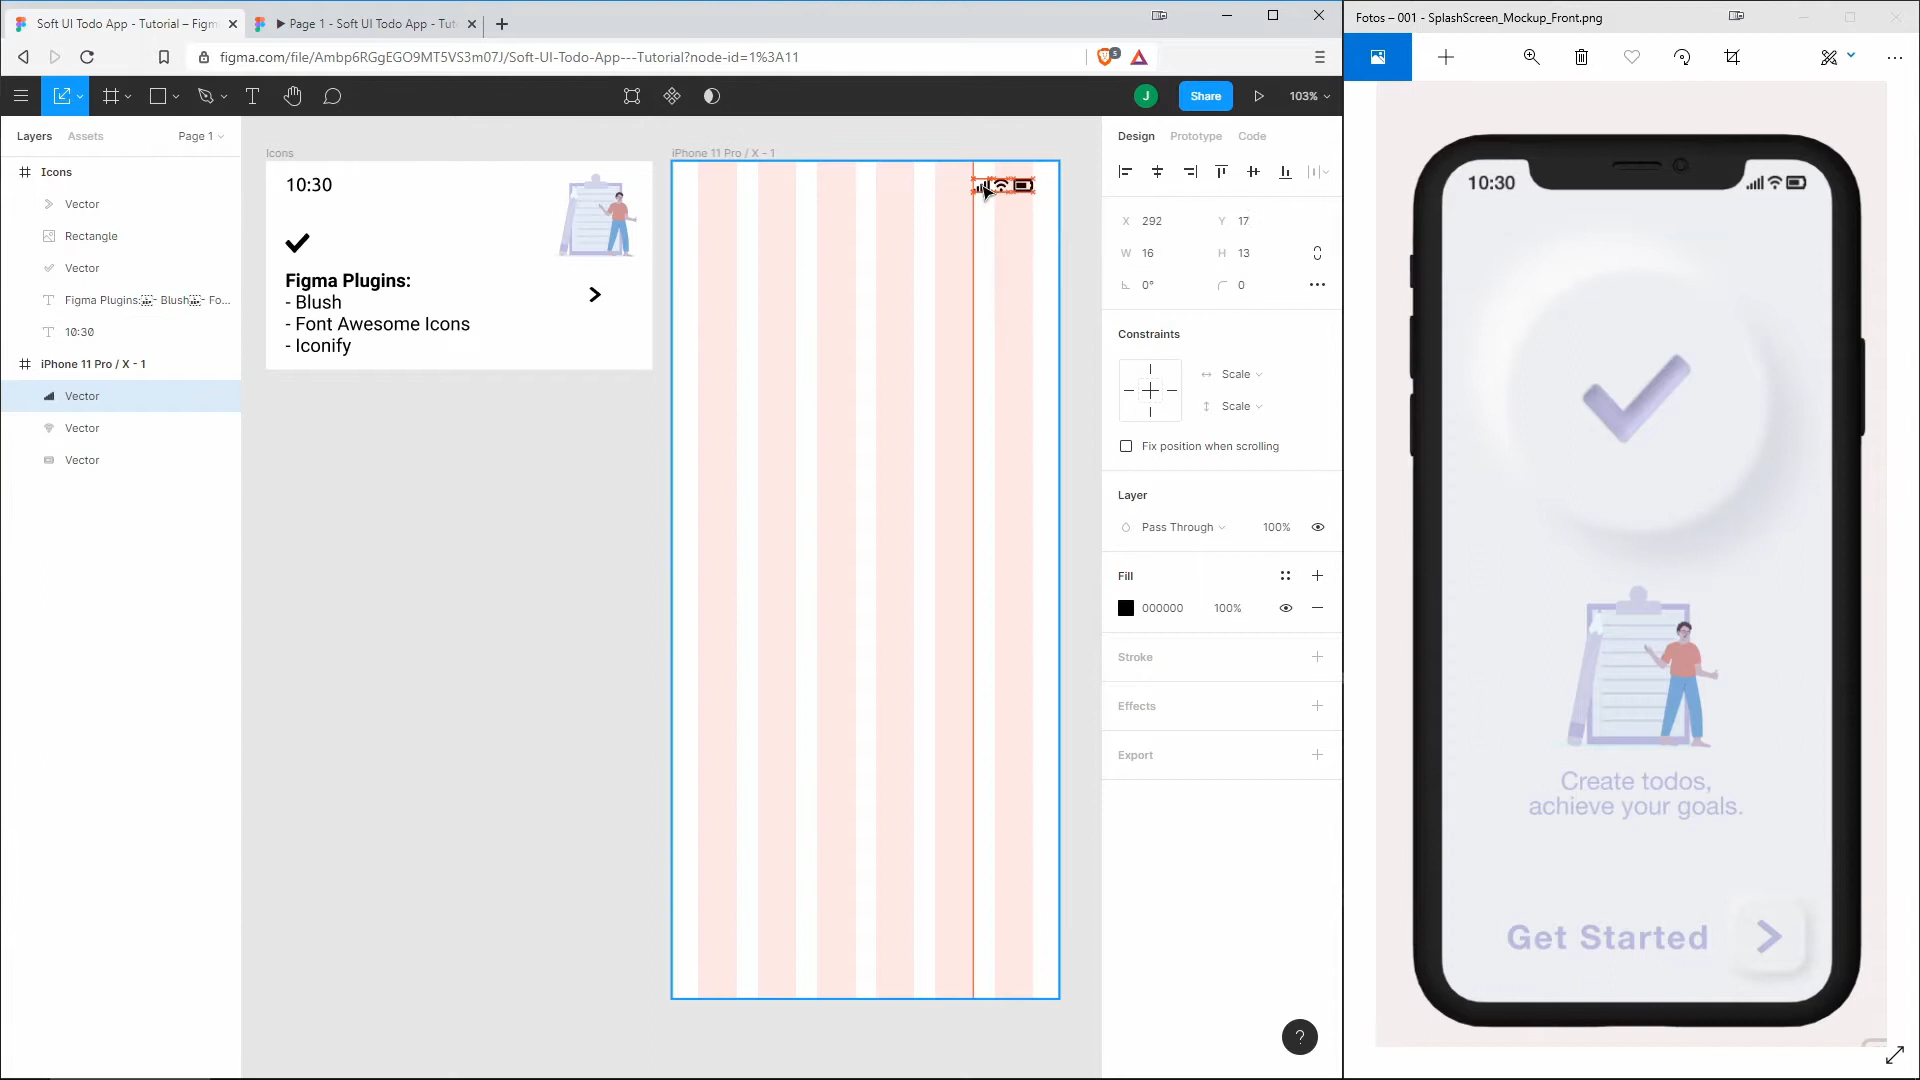 Soft UI Todo App - Tutorial – Figm
Page 1 - Soft UI Todo App - Tut
Fotos – 001 - SplashScreen_Mockup_Front.png
figma.com/file/Ambp6RGgEGO9MT5VS3m07J/Soft-UI-Todo-App---Tutorial?node-id=1%3A11
5
J
Share
103%
Layers
Assets
Page 1
Icons
Vector
Rectangle
Vector
Figma Plugins: - Blush - Fo...
10:30
iPhone 11 Pro / X - 1
Vector
Vector
Vector
Icons
10:30
Figma Plugins:
- Blush
- Font Awesome Icons
- Iconify
iPhone 11 Pro / X - 1
Design
Prototype
Code
X 292
Y 17
W 16
H 13
0°
0
Constraints
Scale
Scale
Fix position when scrolling
Layer
Pass Through
100%
Fill
000000
100%
Stroke
Effects
Export
?
10:30
Create todos,
achieve your goals.
Get Started